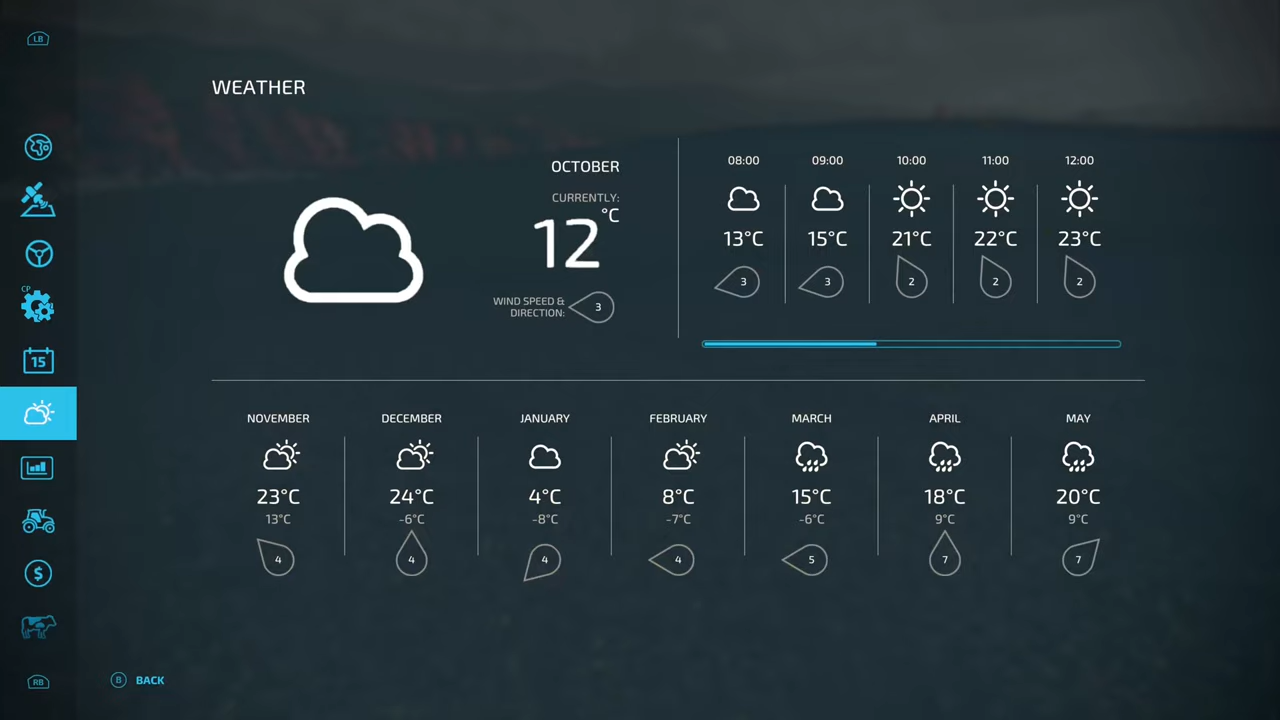 LB
WEATHER
OCTOBER
CURRENTLY:
12 °C
WIND SPEED &
DIRECTION:
3
08:00 09:00 10:00 11:00 12:00
13°C 15°C 21°C 22°C 23°C
3 3 2 2 2
CP
15
NOVEMBER DECEMBER JANUARY FEBRUARY MARCH APRIL MAY
23°C 24°C 4°C 8°C 15°C 18°C 20°C
13°C -6°C -8°C -7°C -6°C 9°C 9°C
4 4 4 4 5 7 7
$
RB
B BACK